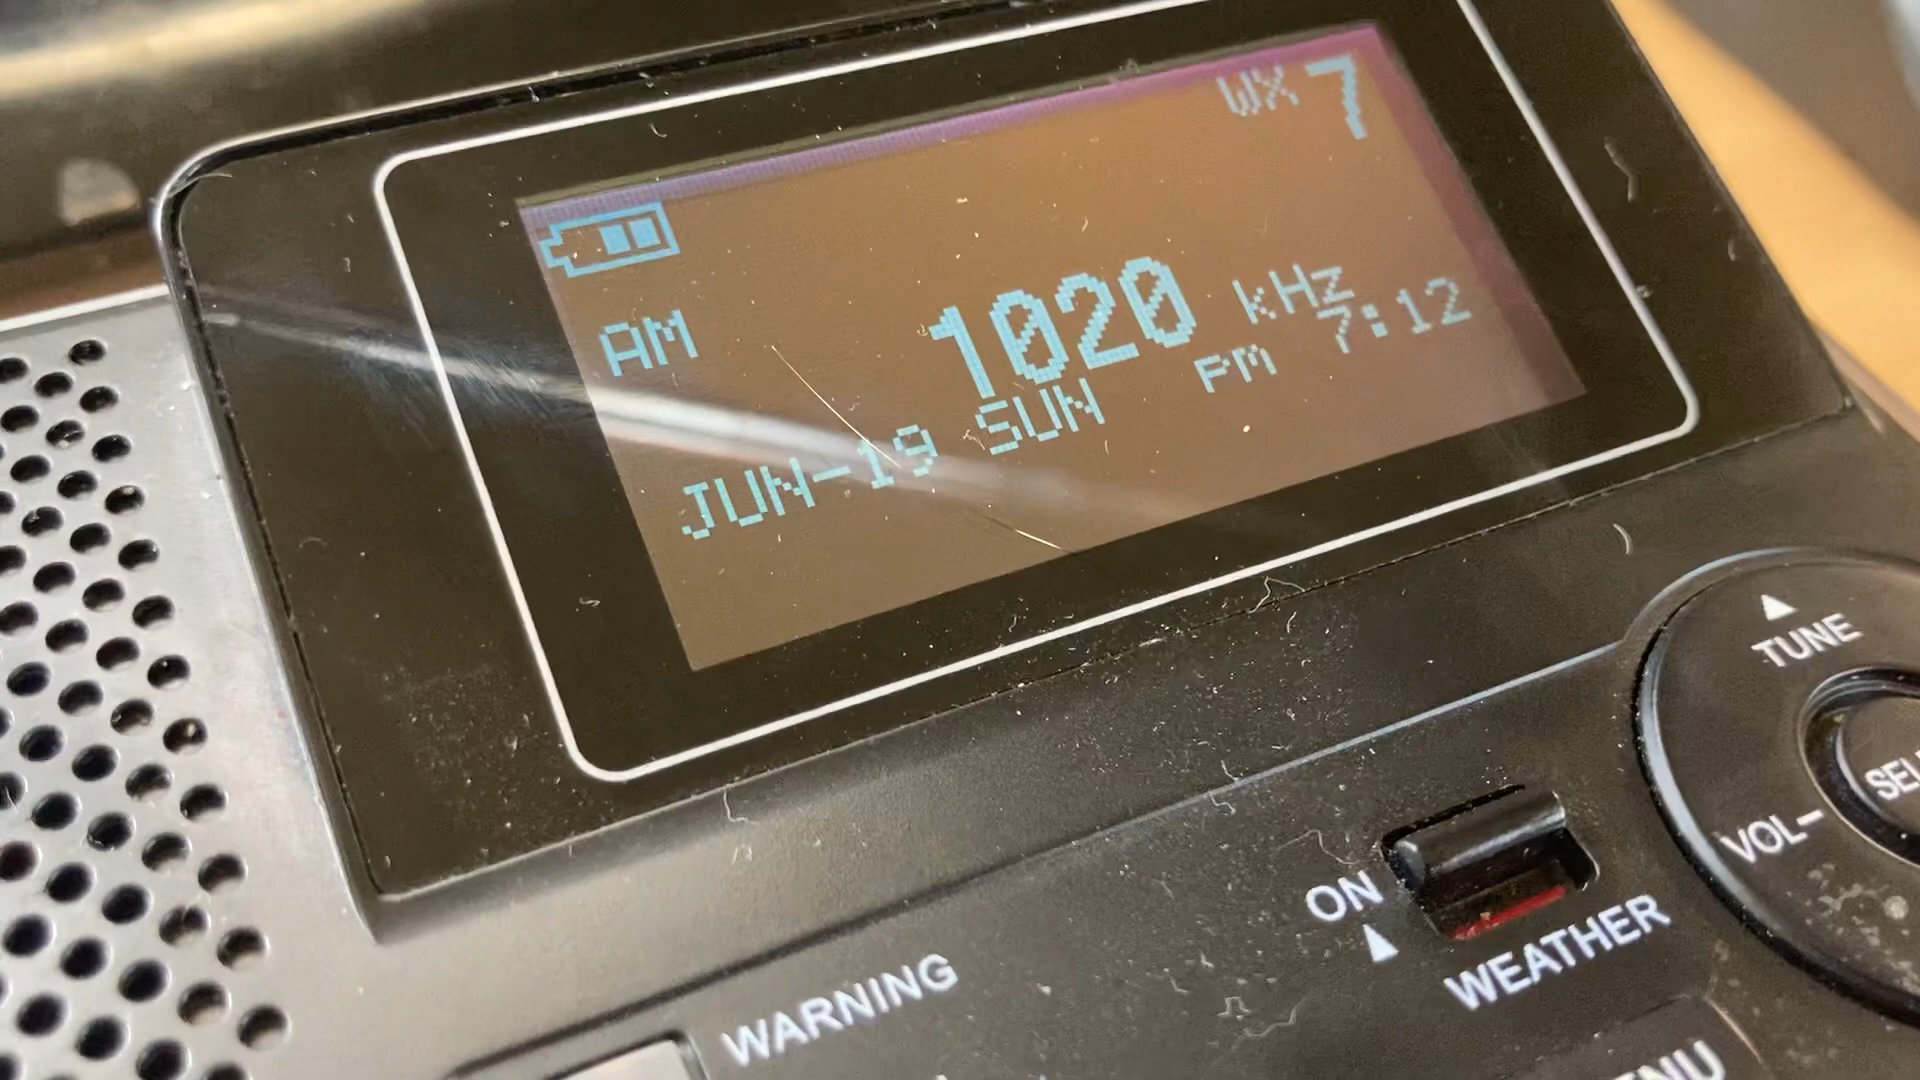 WX 7
AM 1020 kHz
JUN-19 SUN PM 7:12
TUNE
VOL-
ON
WEATHER
WARNING